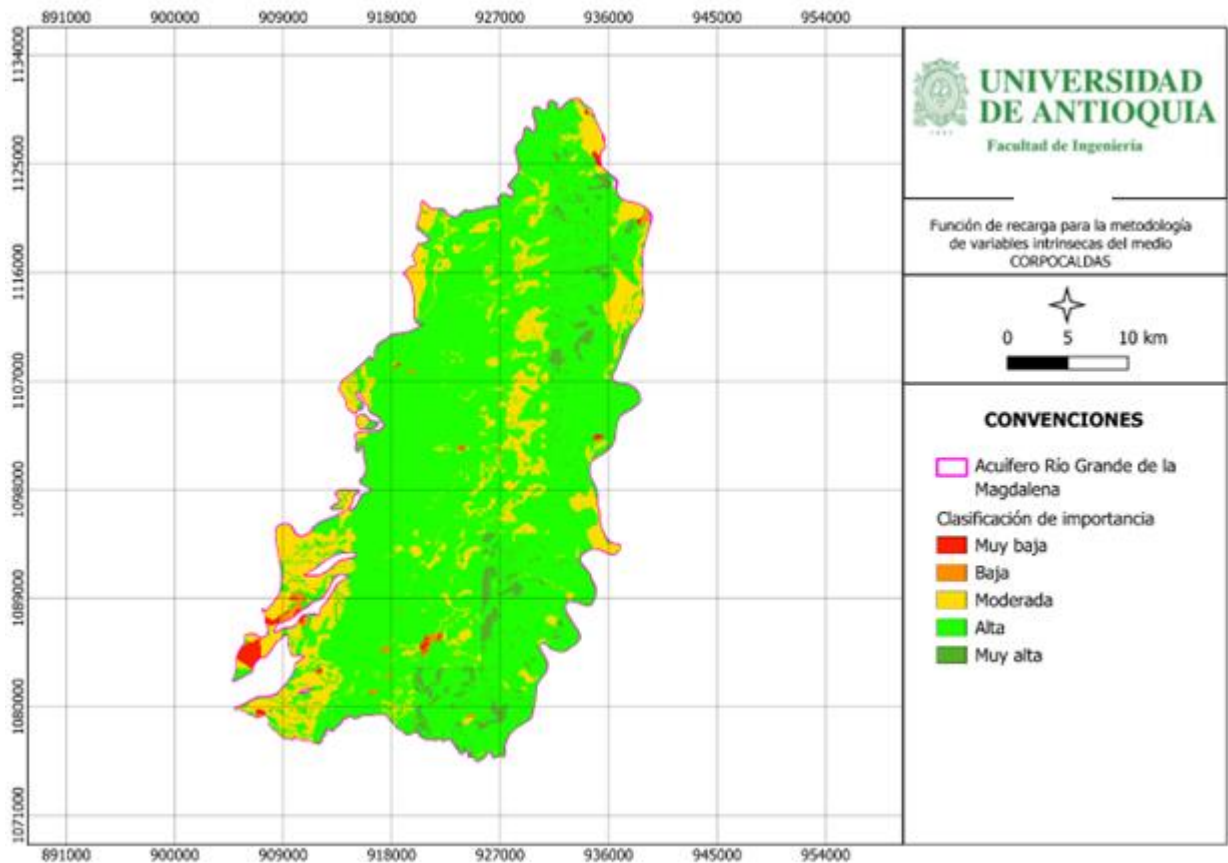 891000 900000 909000 918000 927000 936000 945000 954000
1134000
1125000
1116000
1107000
1098000
1089000
1080000
1071000
891000 900000 909000 918000 927000 936000 945000 954000
UNIVERSIDAD
DE ANTIOQUIA
Facultad de Ingeniería
Función de recarga para la metodología
de variables intrinsecas del medio
CORPOCALDAS
0 5 10 km
CONVENCIONES
Acuífero Río Grande de la
Magdalena
Clasificación de importancia
Muy baja
Baja
Moderada
Alta
Muy alta